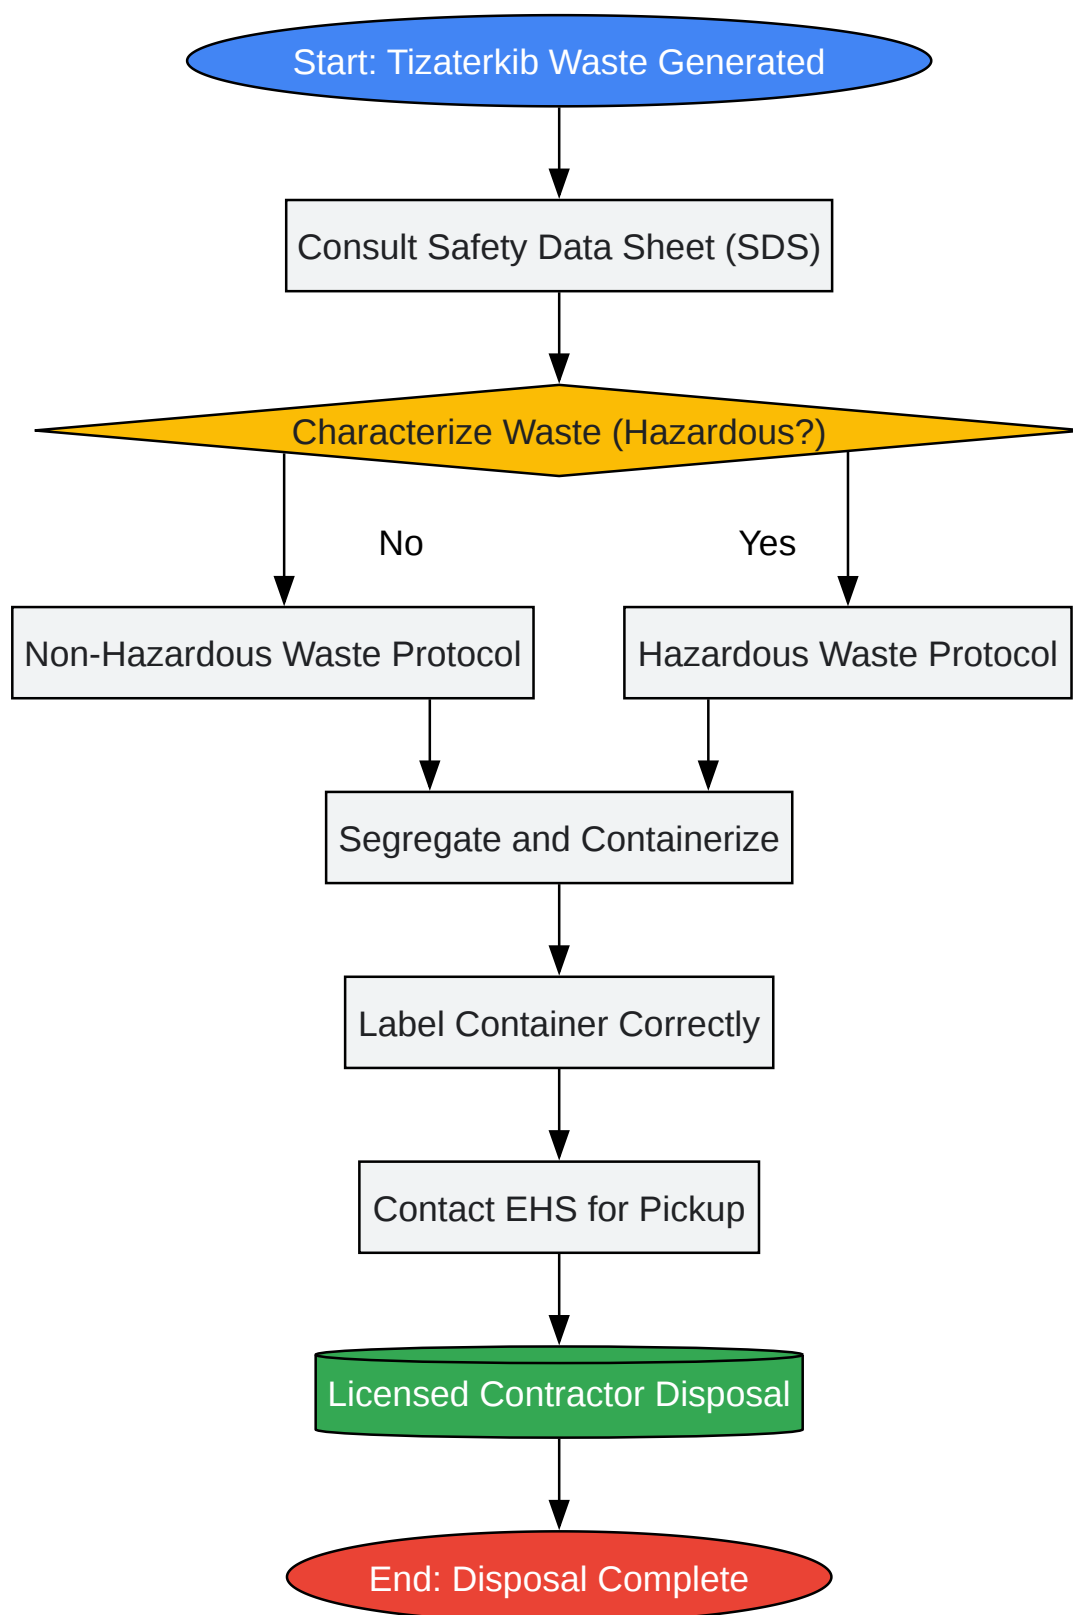 Start: Tizaterkib Waste Generated
Consult Safety Data Sheet (SDS)
Characterize Waste (Hazardous?)
No
Yes
Non-Hazardous Waste Protocol
Hazardous Waste Protocol
Segregate and Containerize
Label Container Correctly
Contact EHS for Pickup
Licensed Contractor Disposal
End: Disposal Complete